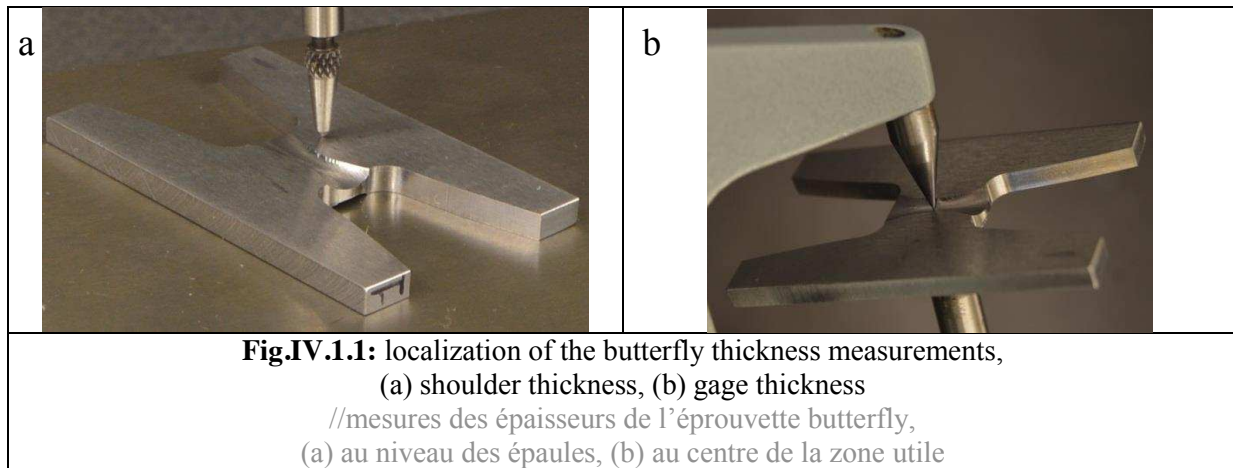 a
b
Fig.IV.1.1: localization of the butterfly thickness measurements,
(a) shoulder thickness, (b) gage thickness
//mesures des épaisseurs de l’éprouvette butterfly,
(a) au niveau des épaules, (b) au centre de la zone utile